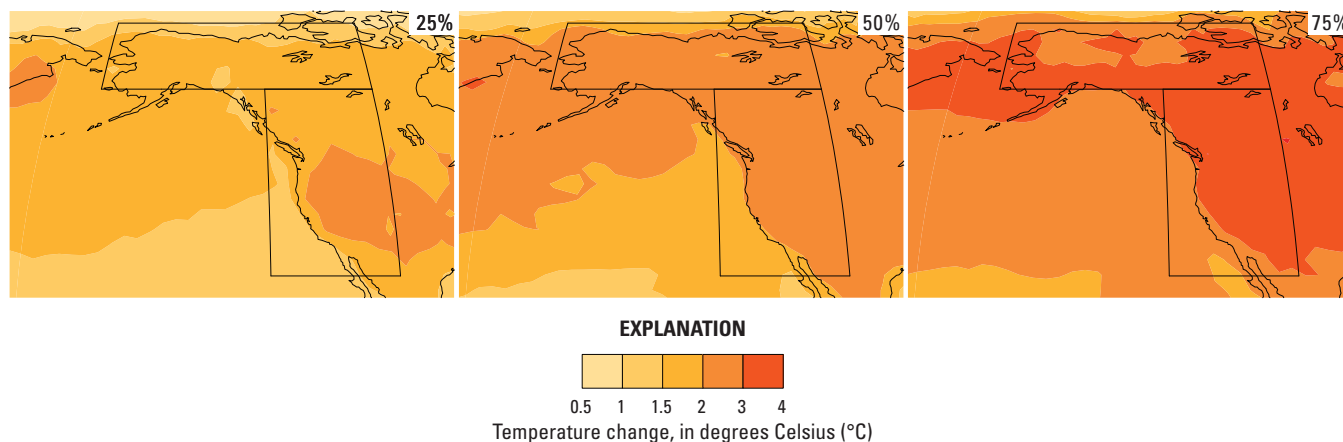 25%
50%
75%
EXPLANATION
0.5 1 1.5 2 3 4
Temperature change, in degrees Celsius (°C)